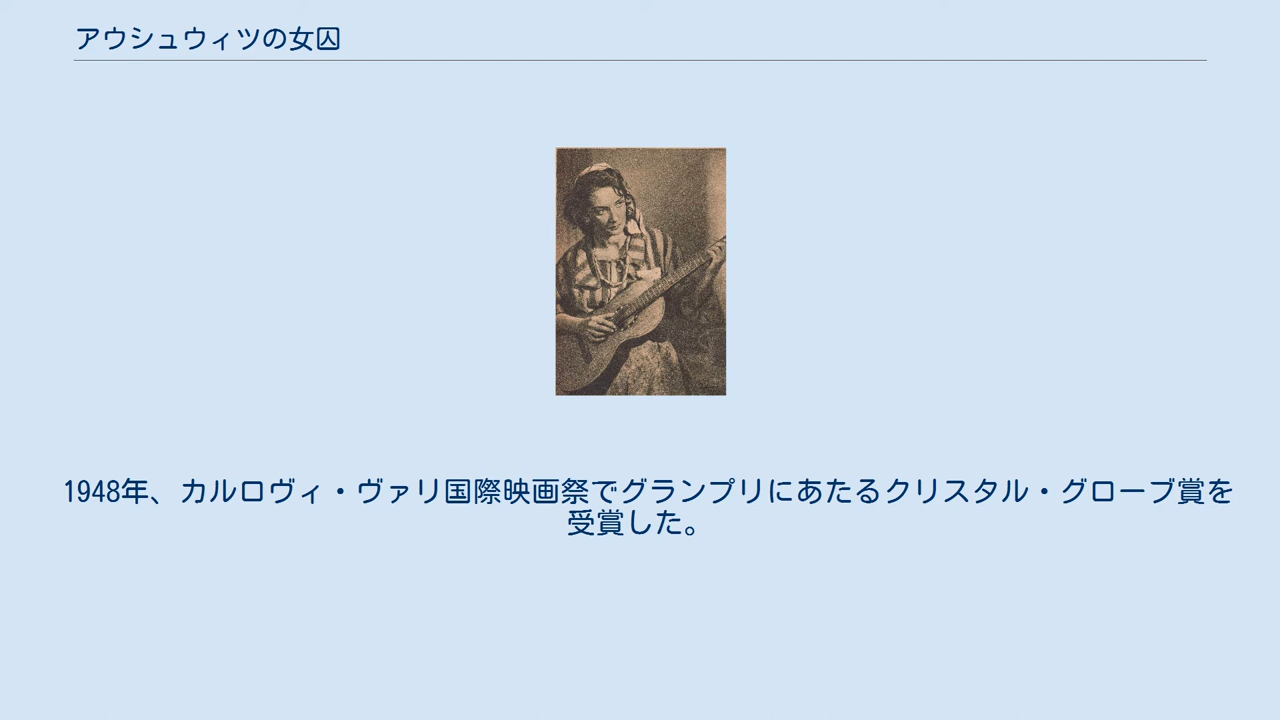 アウシュウィツの女囚
1948年、カルロヴィ・ヴァリ国際映画祭でグランプリにあたるクリスタル・グローブ賞を
受賞した。